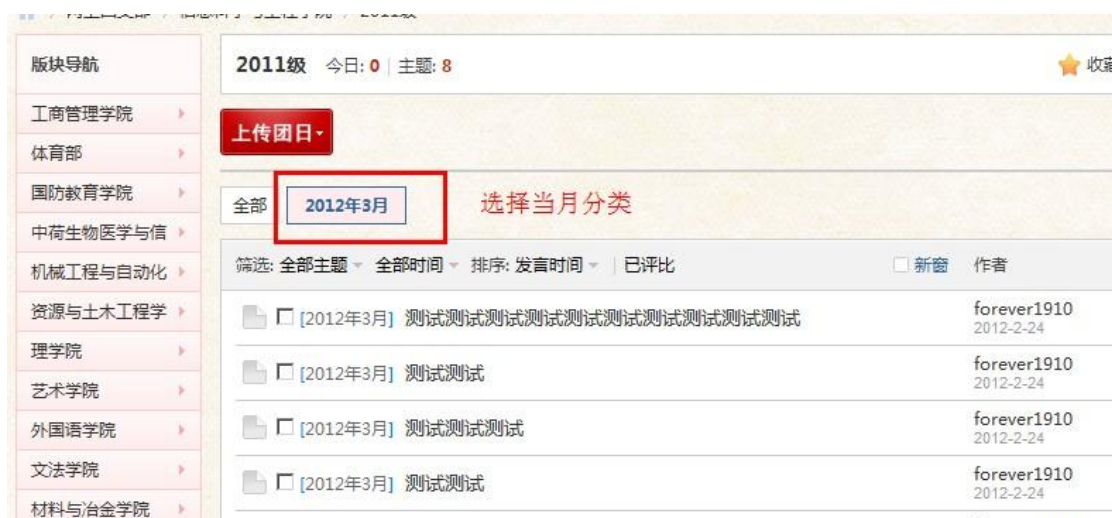 版块导航
工商管理学院
体育部
国防教育学院
中荷生物医学与信
机械工程与自动化
资源与土木工程学
理学院
艺术学院
外国语学院
文法学院
材料与冶金学院
2011级 今日: 0 | 主题: 8
收藏
上传团日
全部 2012年3月 选择当月分类
筛选: 全部主题 全部时间 排序: 发言时间 | 已评比 新窗 作者
[2012年3月] 测试测试测试测试测试测试测试测试测试测试 forever1910
2012-2-24
[2012年3月] 测试测试 forever1910
2012-2-24
[2012年3月] 测试测试测试 forever1910
2012-2-24
[2012年3月] 测试测试 forever1910
2012-2-24